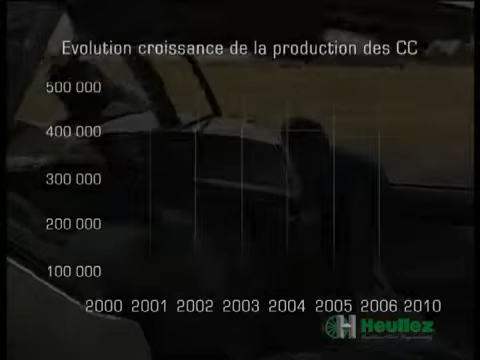 Evolution croissance de la production des CC
500 000
400 000
300 000
200 000
100 000
2000 2001 2002 2003 2004 2005 2006 2010
Heuliez